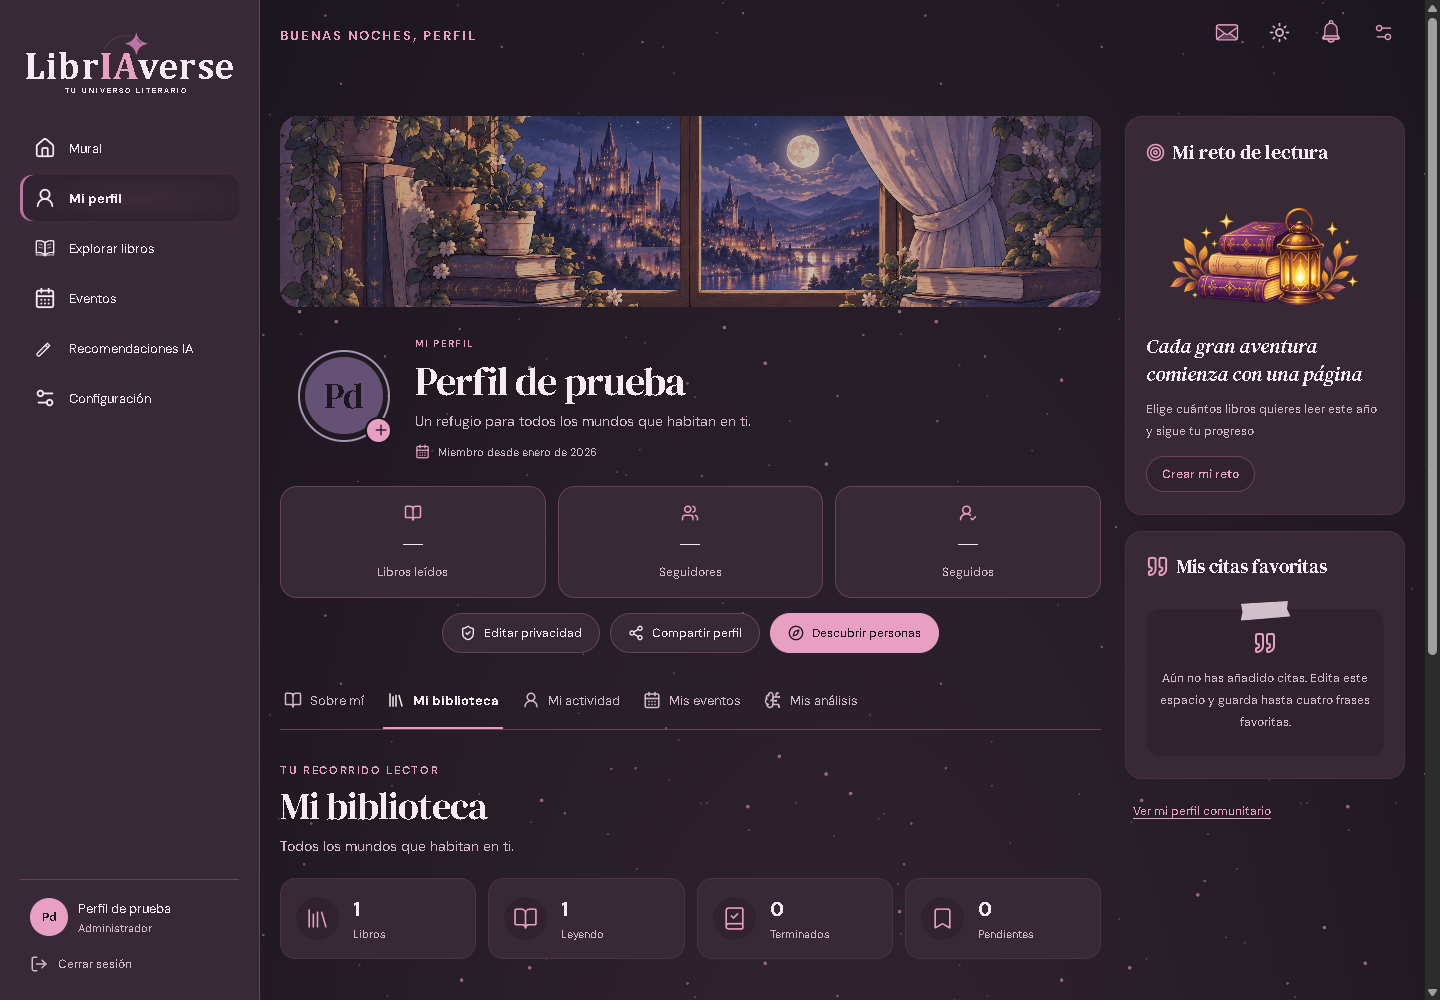 LibrIAverse
TU UNIVERSO LITERARIO
Mural
Mi perfil
Explorar libros
Eventos
Recomendaciones IA
Configuración
Pd
Perfil de prueba
Administrador
Cerrar sesión
BUENAS NOCHES, PERFIL
Pd
MI PERFIL
Perfil de prueba
Un refugio para todos los mundos que habitan en ti.
Miembro desde enero de 2026
—
Libros leídos
—
Seguidores
—
Seguidos
Editar privacidad
Compartir perfil
Descubrir personas
Sobre mí
Mi biblioteca
Mi actividad
Mis eventos
Mis análisis
TU RECORRIDO LECTOR
Mi biblioteca
Todos los mundos que habitan en ti.
1
Libros
1
Leyendo
0
Terminados
0
Pendientes
Mi reto de lectura
Cada gran aventura
comienza con una página
Elige cuántos libros quieres leer este año
y sigue tu progreso
Crear mi reto
Mis citas favoritas
Aún no has añadido citas. Edita este
espacio y guarda hasta cuatro frases
favoritas.
Ver mi perfil comunitario